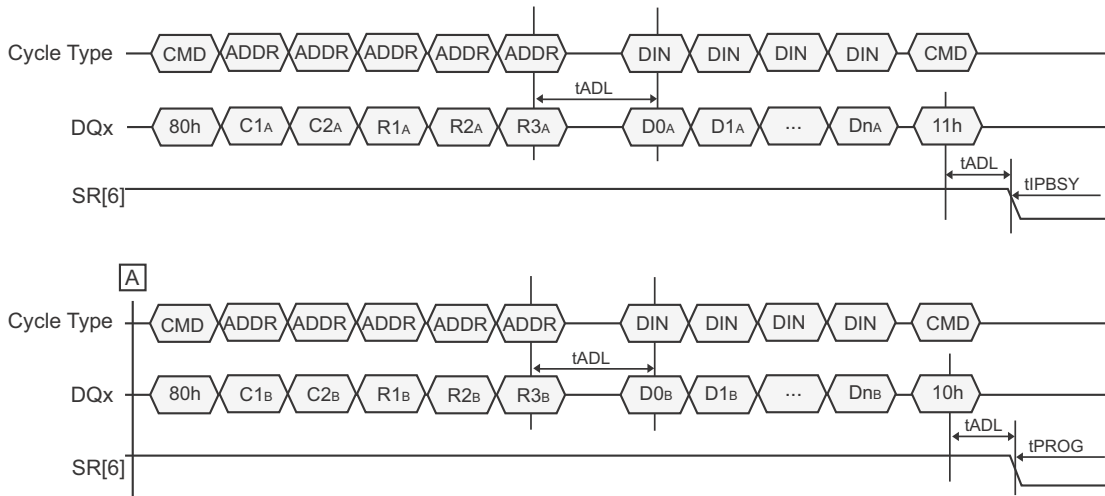 Cycle Type CMD ADDR ADDR ADDR ADDR ADDR DIN DIN DIN DIN CMD
tADL
DQx 80h C1A C2A R1A R2A R3A D0A D1A ... DnA 11h
tADL
SR[6] tIPBSY
A
Cycle Type CMD ADDR ADDR ADDR ADDR ADDR DIN DIN DIN DIN CMD
tADL
DQx 80h C1B C2B R1B R2B R3B D0B D1B ... DnB 10h
tADL
SR[6] tPROG